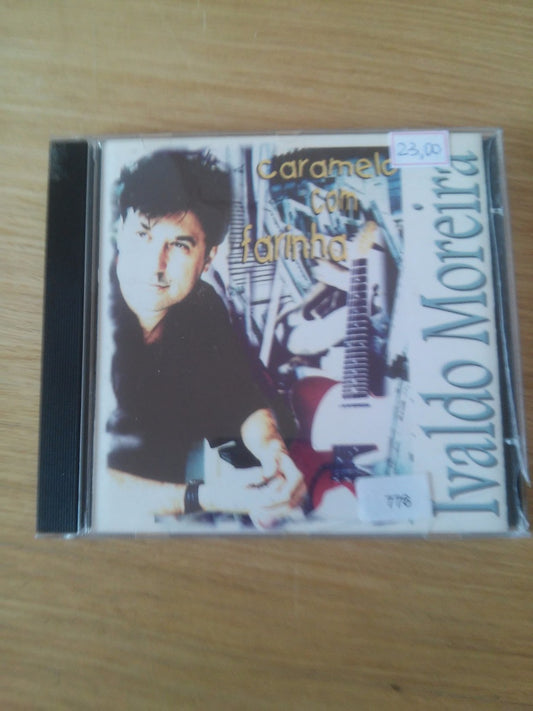 caramelo
com
farinha
23,00
Ivaldo Moreira
778